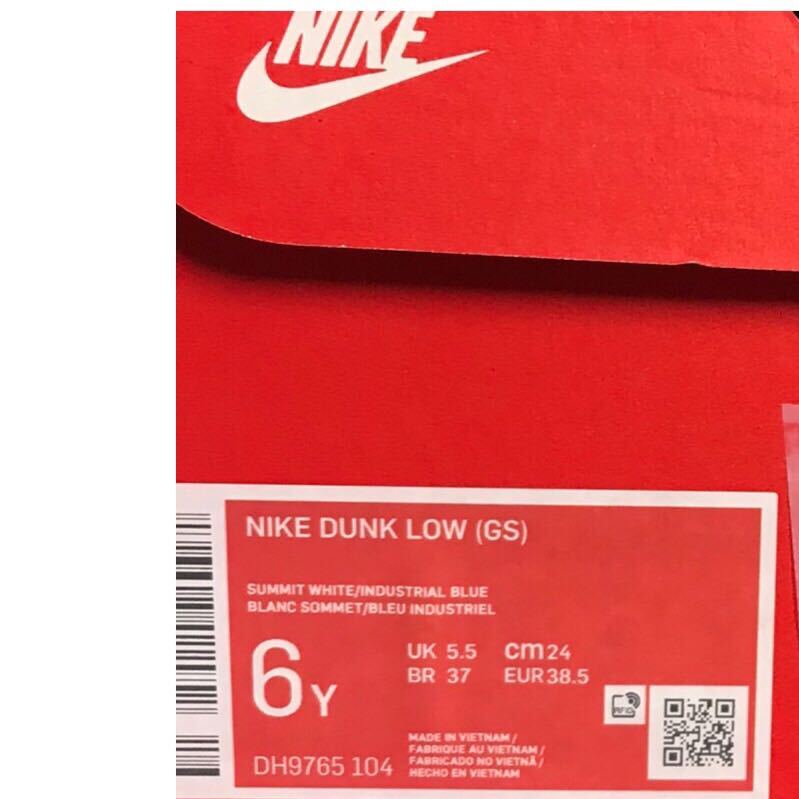 NIKE
NIKE DUNK LOW (GS)
SUMMIT WHITE/INDUSTRIAL BLUE
BLANC SOMMET/BLEU INDUSTRIEL
6Y
UK 5.5 cm 24
BR 37 EUR 38.5
RFID
DH9765 104
MADE IN VIETNAM /
FABRIQUE AU VIETNAM /
FABRICADO NO VIETNÃ /
HECHO EN VIETNAM